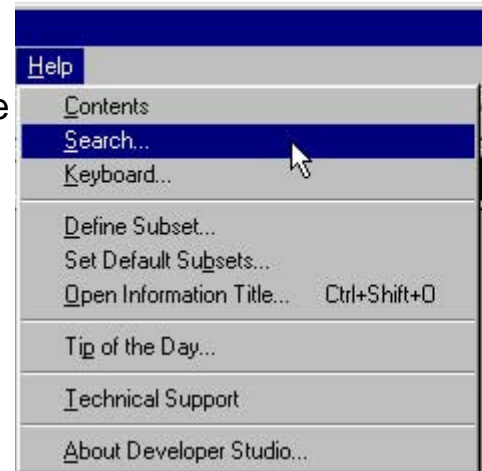 Help
e
Contents
Search...
Keyboard...
Define Subset...
Set Default Subsets...
Open Information Title... Ctrl+Shift+O
Tip of the Day...
Technical Support
About Developer Studio...